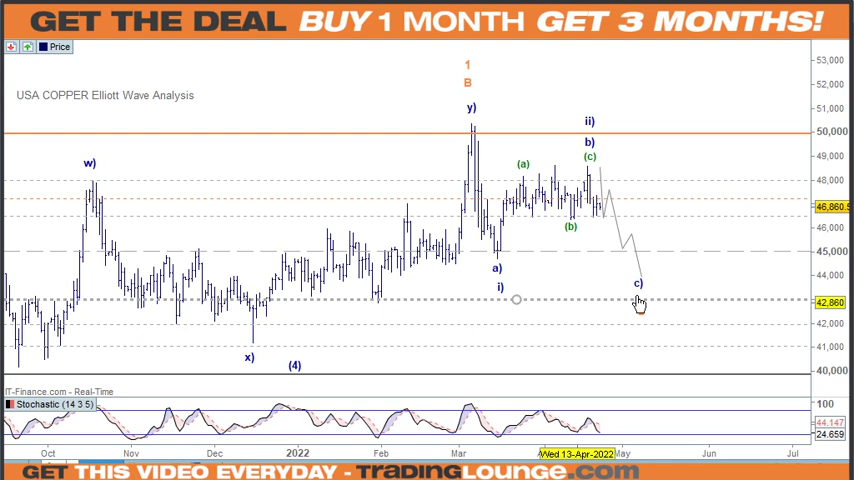 GET THE DEAL BUY 1 MONTH GET 3 MONTHS!
Price
USA COPPER Elliott Wave Analysis
1
B
y)
w)
x)
(4)
a)
i)
(a)
(b)
ii)
b)
(c)
c)
53,000
52,000
51,000
50,000
49,000
48,000
46,860.5
46,000
45,000
44,000
42,860
42,000
41,000
40,000
IT-Finance.com - Real-Time
Stochastic (14 3 5)
100
44.147
24.659
Oct Nov Dec 2022 Feb Mar Wed 13-Apr-2022 May Jun Jul
GET THIS VIDEO EVERYDAY - TRADINGLOUNGE.com